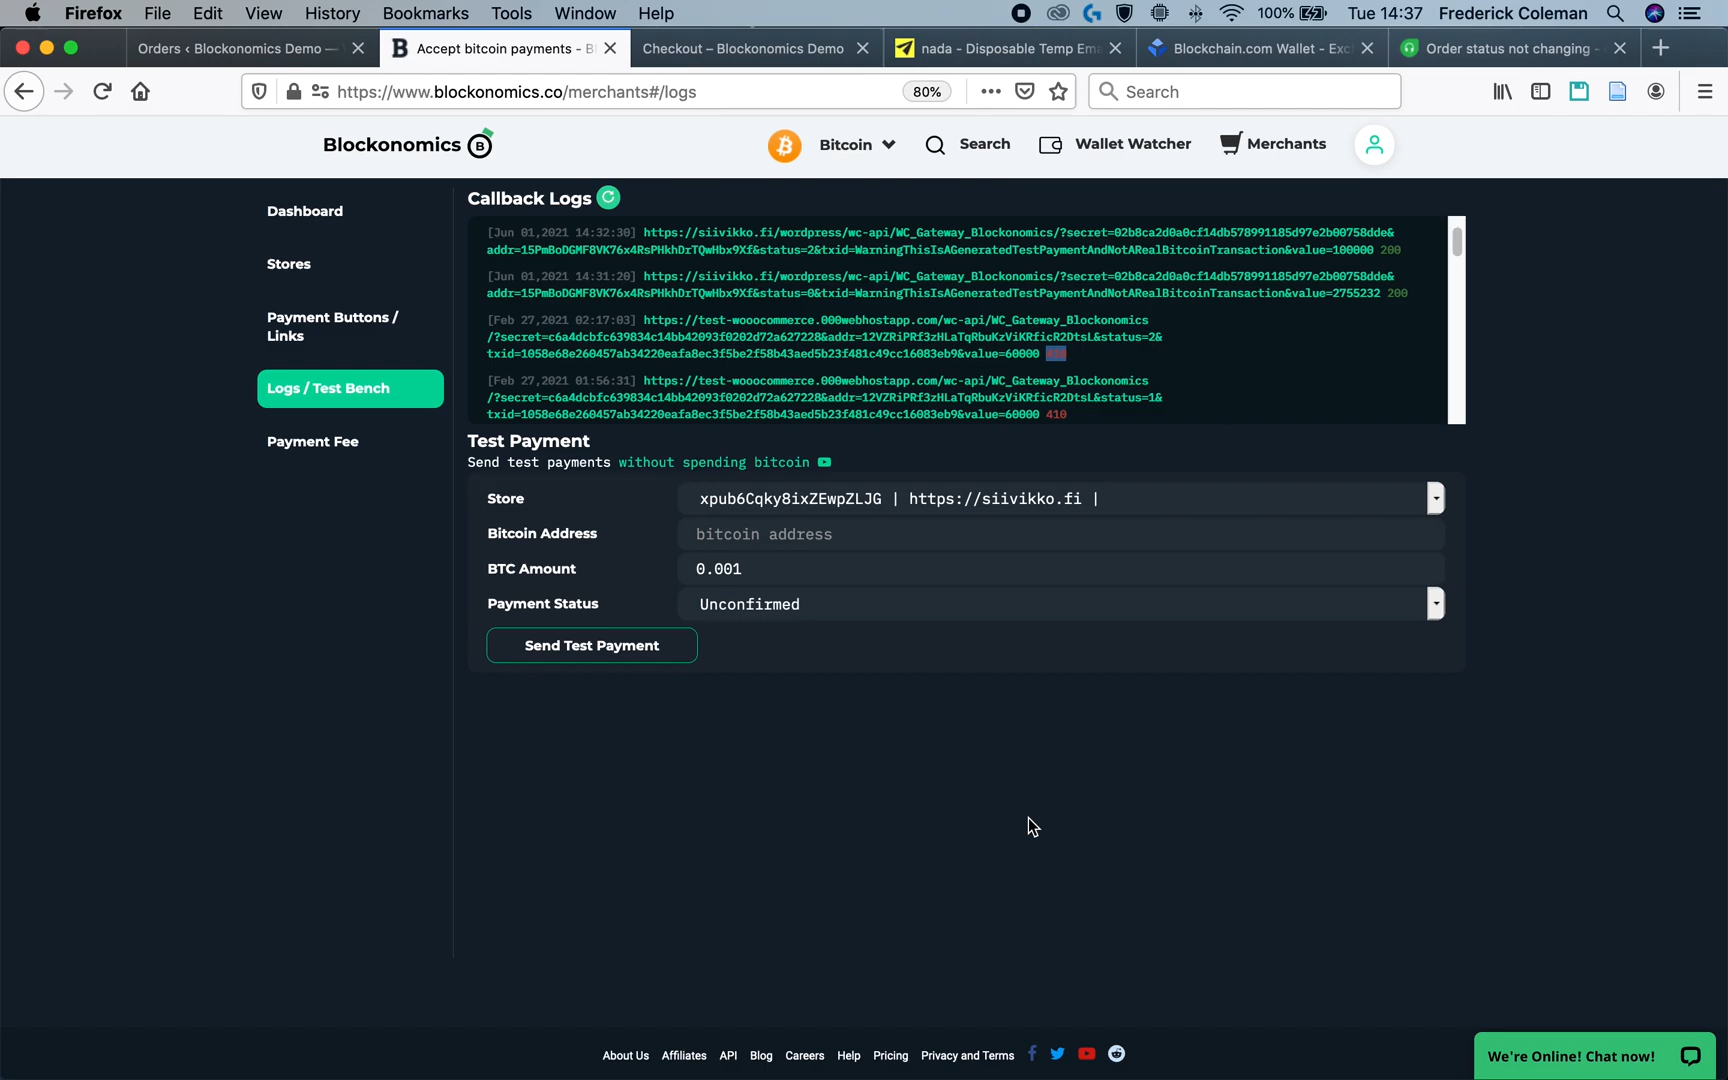 Firefox File Edit View History Bookmarks Tools Window Help 100% Tue 14:37 Frederick Coleman
Orders ‹ Blockonomics Demo — Accept bitcoin payments - Bl Checkout – Blockonomics Demo nada - Disposable Temp Ema Blockchain.com Wallet - Exc Order status not changing -
https://www.blockonomics.co/merchants#/logs 80% Search
Blockonomics Bitcoin Search Wallet Watcher Merchants
Dashboard
Stores
Payment Buttons /
Links
Logs / Test Bench
Payment Fee
Callback Logs
[Jun 01,2021 14:32:30] https://siivikko.fi/wordpress/wc-api/WC_Gateway_Blockonomics/?secret=02b8ca2d0a0cf14db578991185d97e2b00758dde&
addr=15PmBoDGMF8VK76x4RsPHkhDrTQwHbx9Xf&status=2&txid=WarningThisIsAGeneratedTestPaymentAndNotARealBitcoinTransaction&value=100000 200
[Jun 01,2021 14:31:20] https://siivikko.fi/wordpress/wc-api/WC_Gateway_Blockonomics/?secret=02b8ca2d0a0cf14db578991185d97e2b00758dde&
addr=15PmBoDGMF8VK76x4RsPHkhDrTQwHbx9Xf&status=0&txid=WarningThisIsAGeneratedTestPaymentAndNotARealBitcoinTransaction&value=2755232 200
[Feb 27,2021 02:17:03] https://test-wooocommerce.000webhostapp.com/wc-api/WC_Gateway_Blockonomics
/?secret=c6a4dcbfc639834c14bb42093f0202d72a627228&addr=12VZRiPRf3zHLaTqRbuKzViKRficR2DtsL&status=2&
txid=1058e68e260457ab34220eafa8ec3f5be2f58b43aed5b23f481c49cc16083eb9&value=60000
[Feb 27,2021 01:56:31] https://test-wooocommerce.000webhostapp.com/wc-api/WC_Gateway_Blockonomics
/?secret=c6a4dcbfc639834c14bb42093f0202d72a627228&addr=12VZRiPRf3zHLaTqRbuKzViKRficR2DtsL&status=1&
txid=1058e68e260457ab34220eafa8ec3f5be2f58b43aed5b23f481c49cc16083eb9&value=60000 410
Test Payment
Send test payments without spending bitcoin
Store xpub6Cqky8ixZEwpZLJG | https://siivikko.fi |
Bitcoin Address bitcoin address
BTC Amount 0.001
Payment Status Unconfirmed
Send Test Payment
About Us Affiliates API Blog Careers Help Pricing Privacy and Terms
We're Online! Chat now!